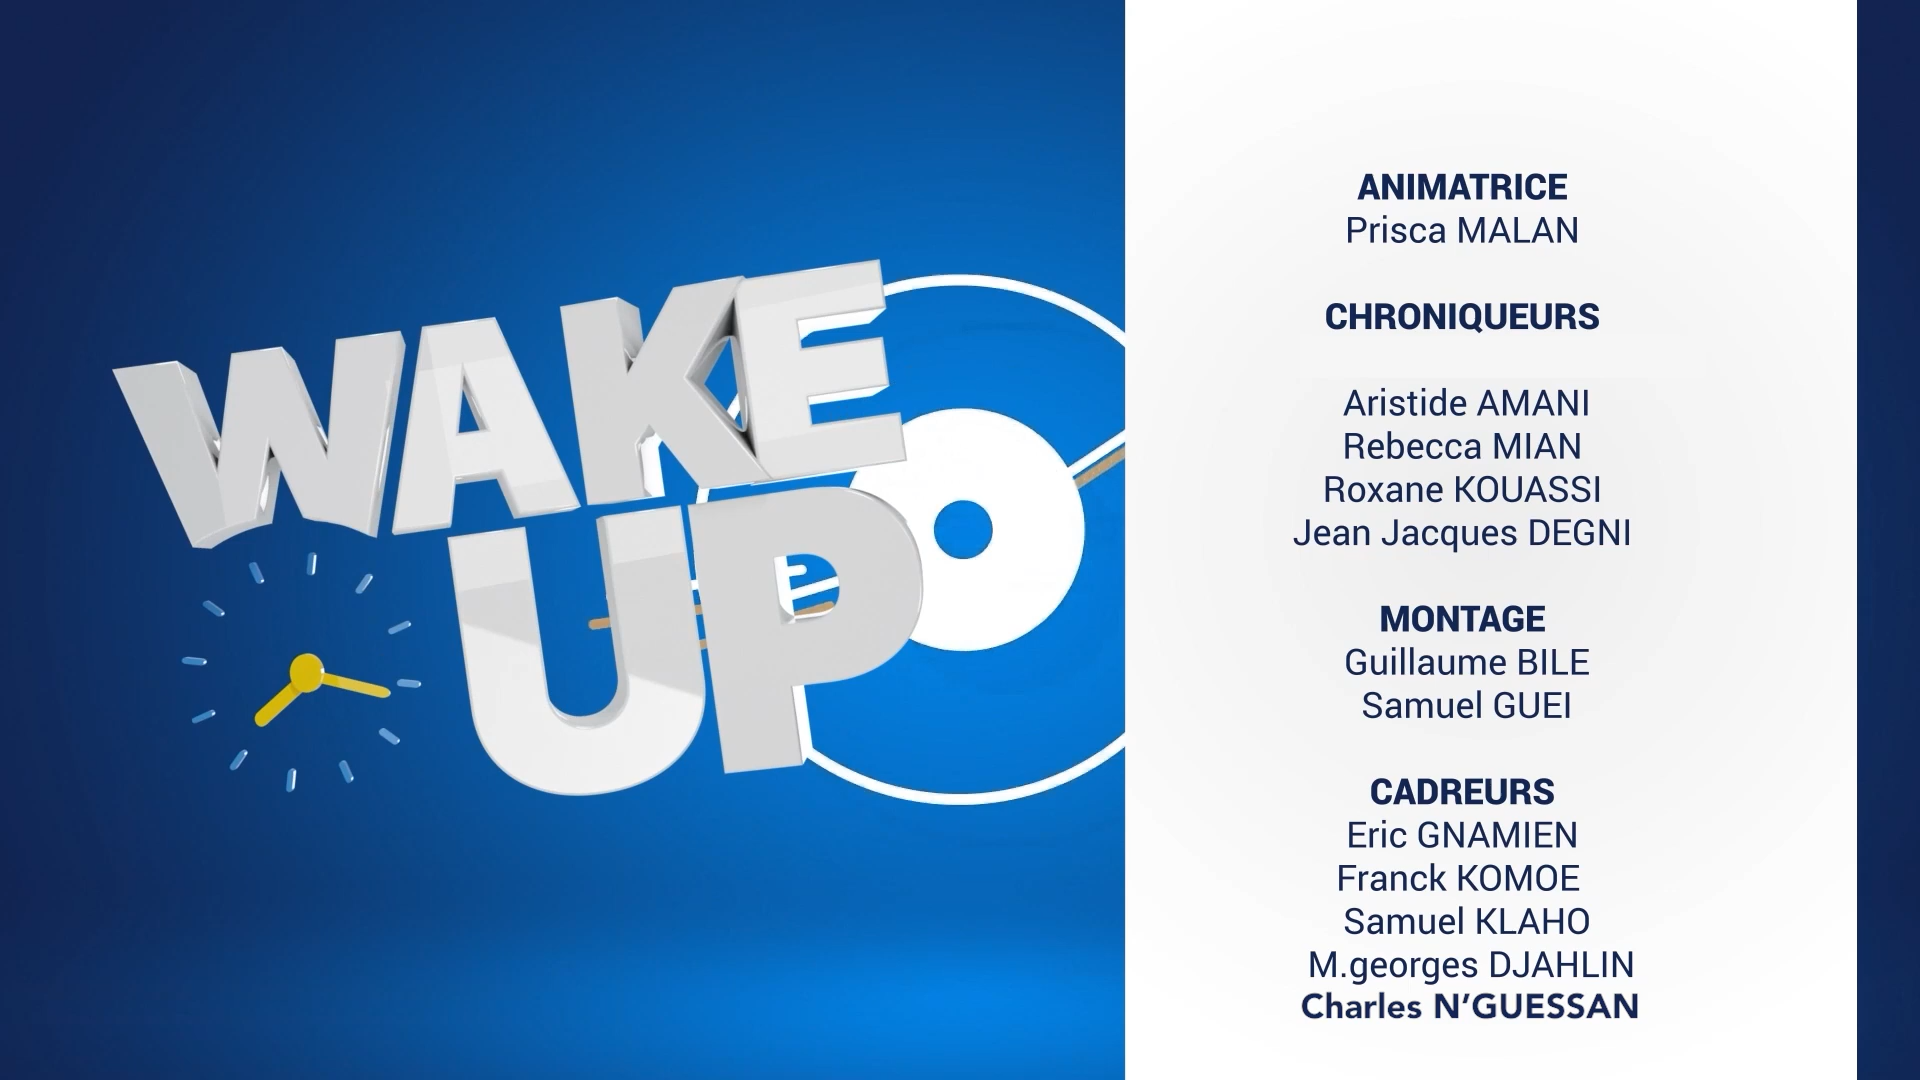 WAKE
UP
ANIMATRICE
Prisca MALAN
CHRONIQUEURS
Aristide AMANI
Rebecca MIAN
Roxane KOUASSI
Jean Jacques DEGNI
MONTAGE
Guillaume BILE
Samuel GUEI
CADREURS
Eric GNAMIEN
Franck KOMOE
Samuel KLAHO
M.georges DJAHLIN
Charles N’GUESSAN